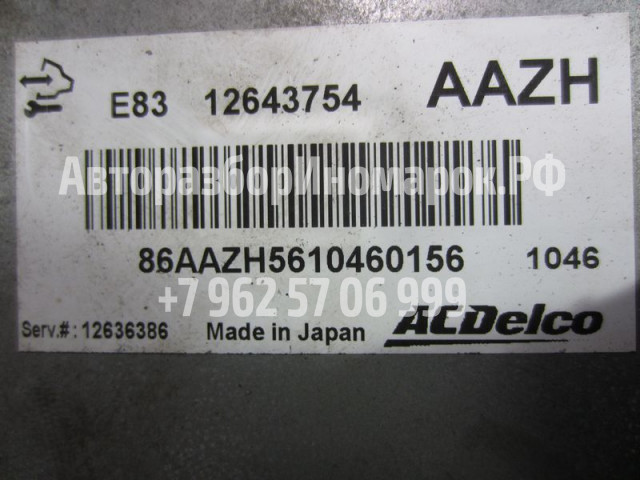 E83 12643754 AAZH
АвторазборИномарок.РФ
86AAZH5610460156 1046
+7 962 57 06 999
Serv.#: 12636386 Made in Japan ACDelco